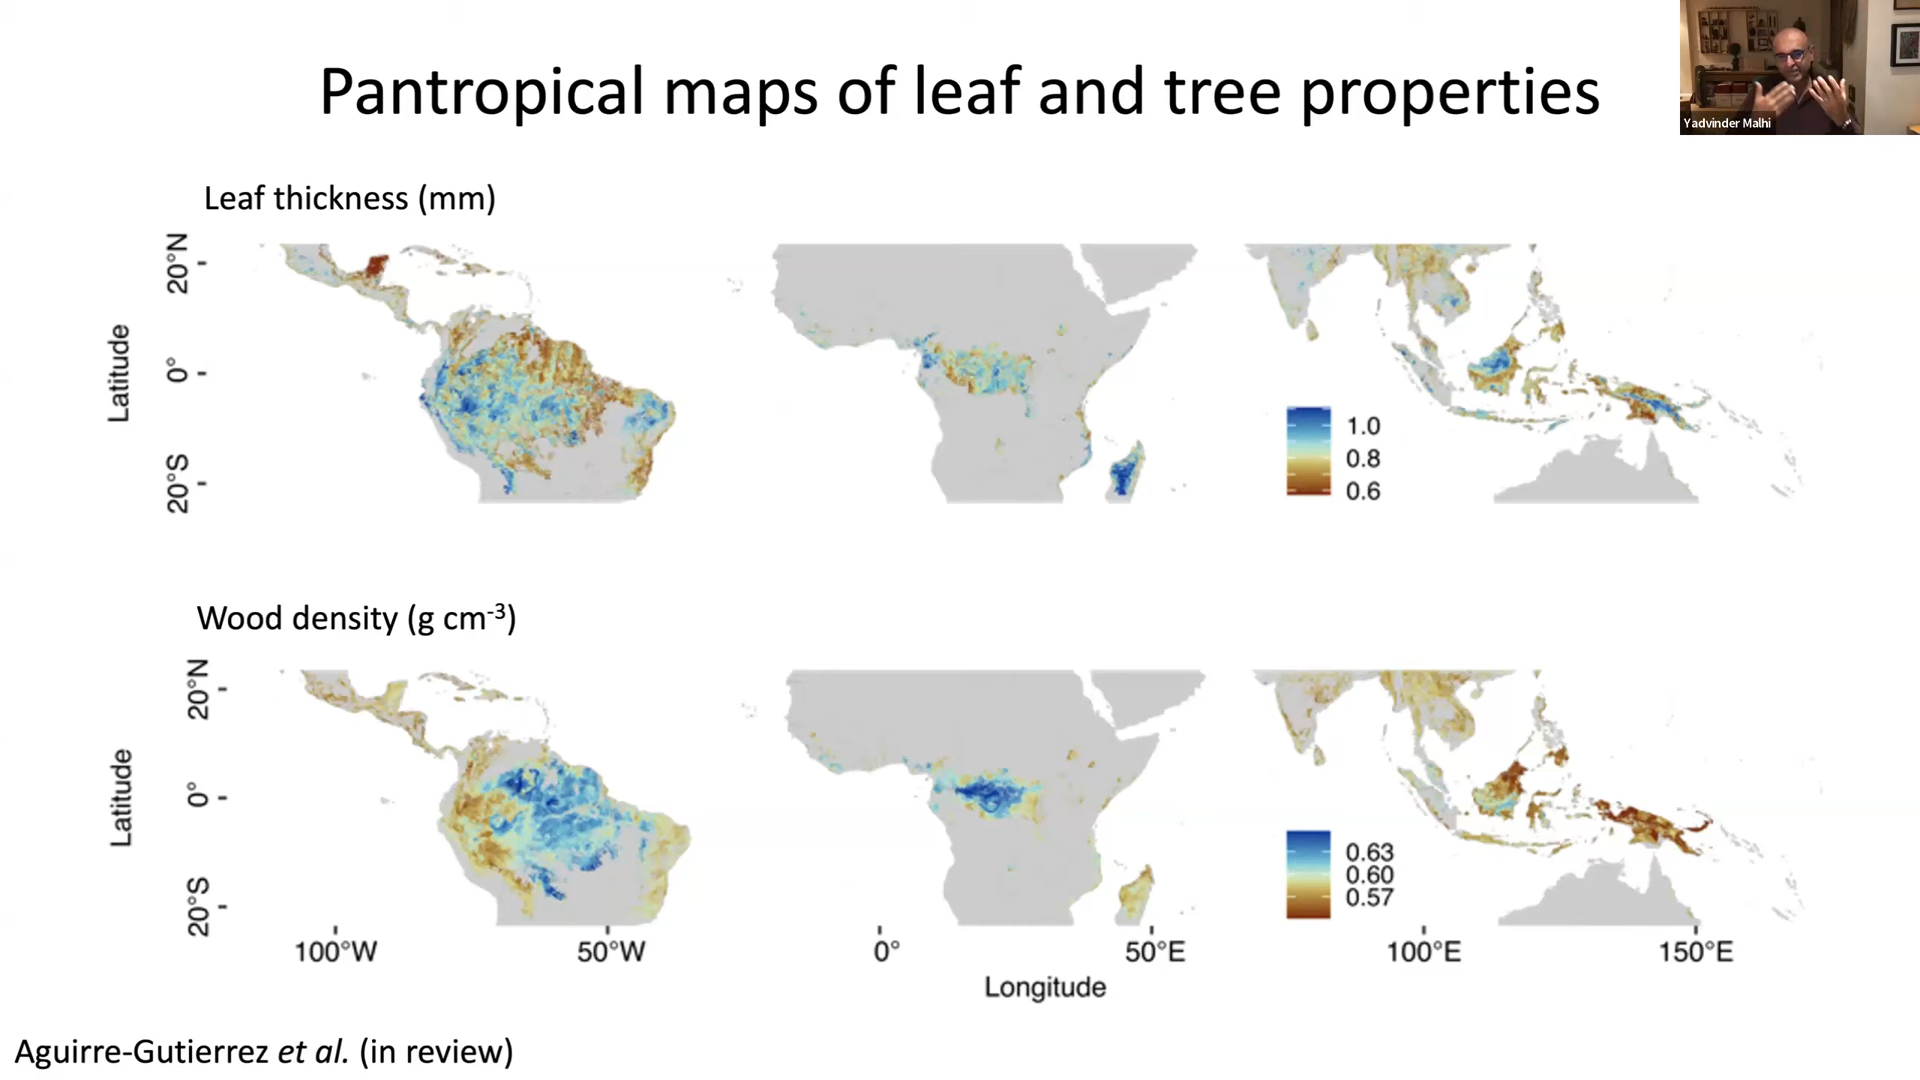 Pantropical maps of leaf and tree properties
Yadvinder Malhi
Leaf thickness (mm)
Latitude
20°N
0°
20°S
1.0
0.8
0.6
Wood density (g cm⁻³)
Latitude
20°N
0°
20°S
0.63
0.60
0.57
100°W 50°W 0° 50°E 100°E 150°E
Longitude
Aguirre-Gutierrez et al. (in review)